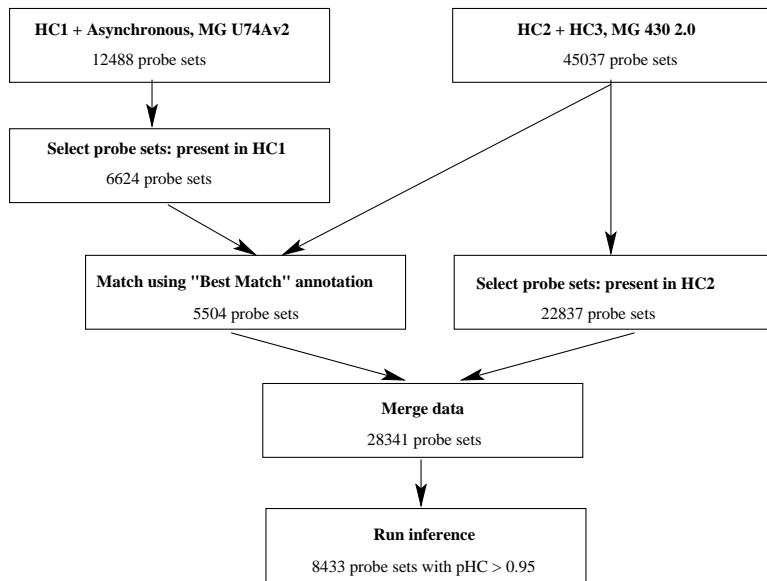 HC1 + Asynchronous, MG U74Av2
12488 probe sets
HC2 + HC3, MG 430 2.0
45037 probe sets
Select probe sets: present in HC1
6624 probe sets
Match using "Best Match" annotation
5504 probe sets
Select probe sets: present in HC2
22837 probe sets
Merge data
28341 probe sets
Run inference
8433 probe sets with pHC > 0.95